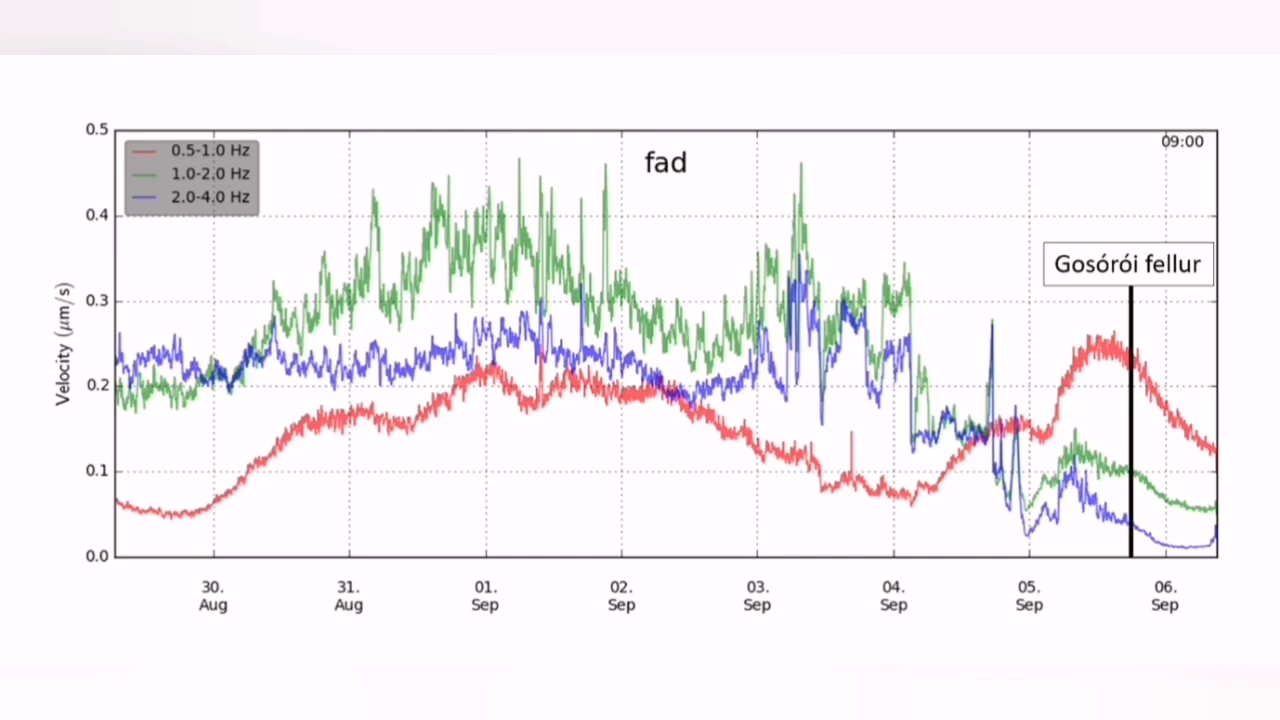 fad
09:00
0.5-1.0 Hz
1.0-2.0 Hz
2.0-4.0 Hz
Gosórói fellur
Velocity (μm/s)
0.5
0.4
0.3
0.2
0.1
0.0
30. 31. 01. 02. 03. 04. 05. 06.
Aug Aug Sep Sep Sep Sep Sep Sep